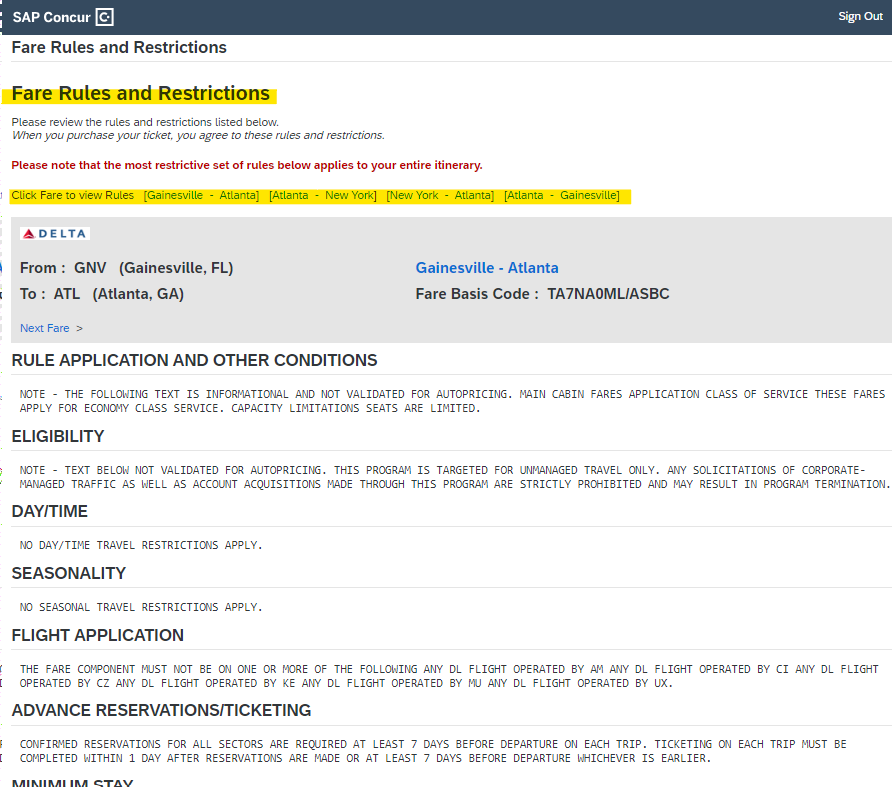 SAP Concur C
Sign Out
Fare Rules and Restrictions
Fare Rules and Restrictions
Please review the rules and restrictions listed below.
When you purchase your ticket, you agree to these rules and restrictions.
Please note that the most restrictive set of rules below applies to your entire itinerary.
Click Fare to view Rules [Gainesville - Atlanta] [Atlanta - New York] [New York - Atlanta] [Atlanta - Gainesville]
DELTA
From : GNV (Gainesville, FL)
Gainesville - Atlanta
To : ATL (Atlanta, GA)
Fare Basis Code : TA7NA0ML/ASBC
Next Fare >
RULE APPLICATION AND OTHER CONDITIONS
NOTE - THE FOLLOWING TEXT IS INFORMATIONAL AND NOT VALIDATED FOR AUTOPRICING. MAIN CABIN FARES APPLICATION CLASS OF SERVICE THESE FARES
APPLY FOR ECONOMY CLASS SERVICE. CAPACITY LIMITATIONS SEATS ARE LIMITED.
ELIGIBILITY
NOTE - TEXT BELOW NOT VALIDATED FOR AUTOPRICING. THIS PROGRAM IS TARGETED FOR UNMANAGED TRAVEL ONLY. ANY SOLICITATIONS OF CORPORATE-
MANAGED TRAFFIC AS WELL AS ACCOUNT ACQUISITIONS MADE THROUGH THIS PROGRAM ARE STRICTLY PROHIBITED AND MAY RESULT IN PROGRAM TERMINATION.
DAY/TIME
NO DAY/TIME TRAVEL RESTRICTIONS APPLY.
SEASONALITY
NO SEASONAL TRAVEL RESTRICTIONS APPLY.
FLIGHT APPLICATION
THE FARE COMPONENT MUST NOT BE ON ONE OR MORE OF THE FOLLOWING ANY DL FLIGHT OPERATED BY AM ANY DL FLIGHT OPERATED BY CI ANY DL FLIGHT
OPERATED BY CZ ANY DL FLIGHT OPERATED BY KE ANY DL FLIGHT OPERATED BY MU ANY DL FLIGHT OPERATED BY UX.
ADVANCE RESERVATIONS/TICKETING
CONFIRMED RESERVATIONS FOR ALL SECTORS ARE REQUIRED AT LEAST 7 DAYS BEFORE DEPARTURE ON EACH TRIP. TICKETING ON EACH TRIP MUST BE
COMPLETED WITHIN 1 DAY AFTER RESERVATIONS ARE MADE OR AT LEAST 7 DAYS BEFORE DEPARTURE WHICHEVER IS EARLIER.
MINIMUM STAY